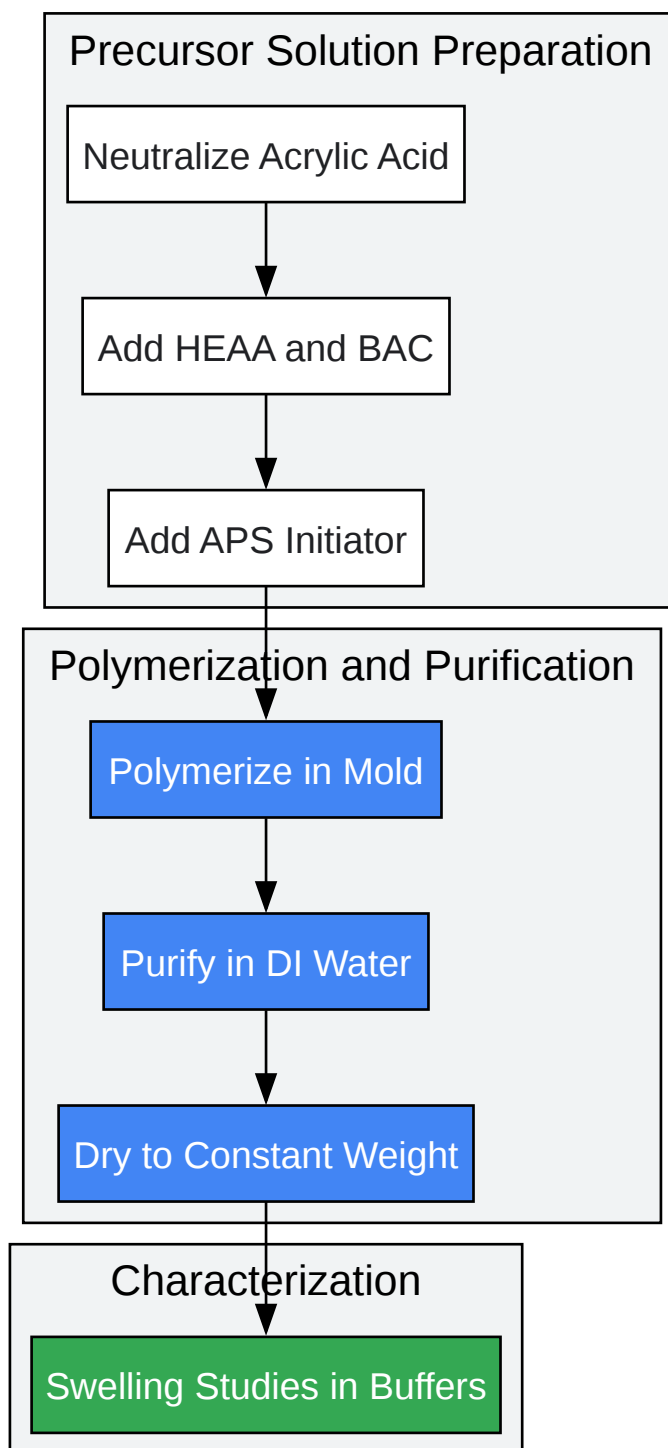 Precursor Solution Preparation
Neutralize Acrylic Acid
Add HEAA and BAC
Add APS Initiator
Polymerization and Purification
Polymerize in Mold
Purify in DI Water
Dry to Constant Weight
Characterization
Swelling Studies in Buffers